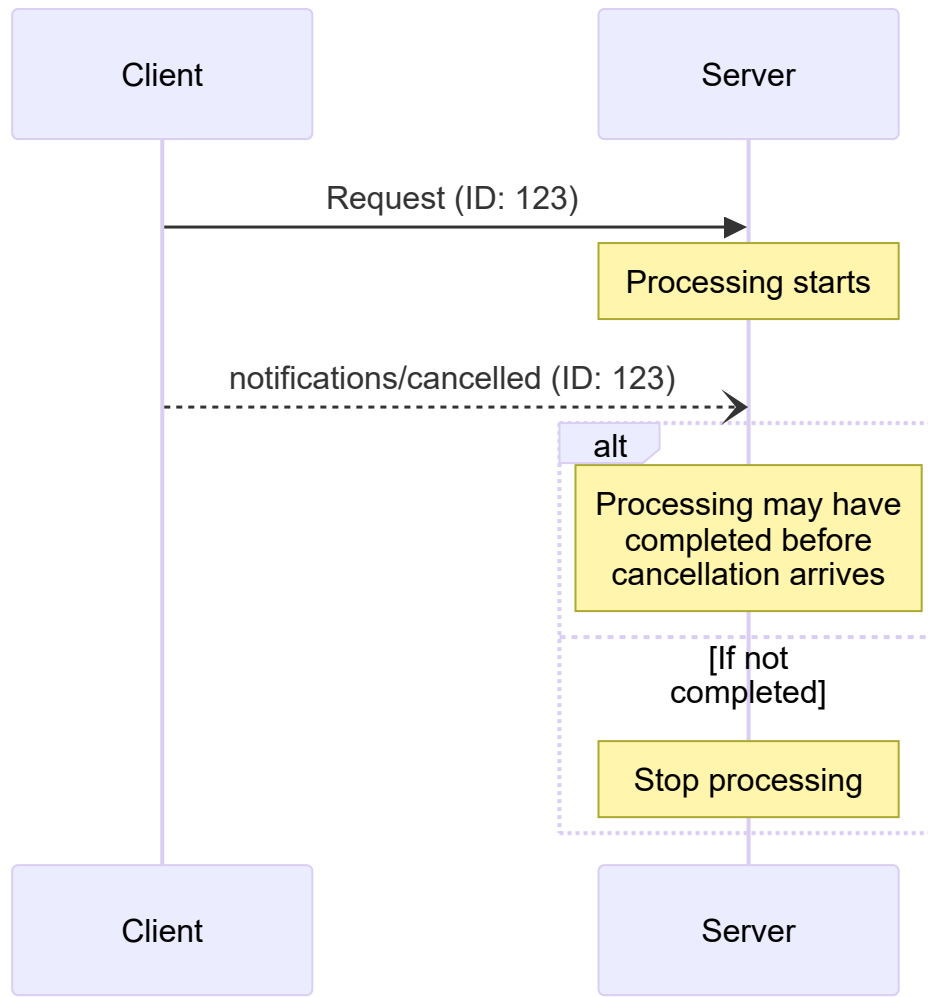 Client
Server
Request (ID: 123)
Processing starts
notifications/cancelled (ID: 123)
alt
Processing may have
completed before
cancellation arrives
[If not
completed]
Stop processing
Client
Server